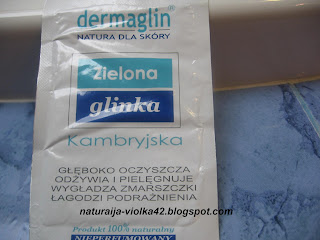 dermaglin®
NATURA DLA SKÓRY
Zielona
glinka
Kambryjska
GŁĘBOKO OCZYSZCZA
ODŻYWIA I PIELĘGNUJE
WYGŁADZA ZMARSZCZKI
ŁAGODZI PODRAŻNIENIA
naturaija-violka42.blogspot.com
Produkt 100% naturalny
NIEPERFUMOWANY